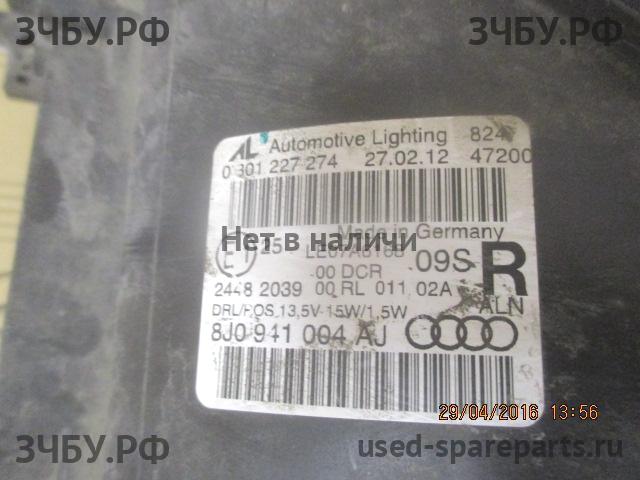 ЗЧБУ.РФ
ЗЧБУ.РФ
AL Automotive Lighting 824
0 301 227 274 27.02.12 47200
Made in Germany
Нет в наличи
E1
00 DCR 09S R
2448 2039 00 RL 011 02A
ALN
DRL/POS 13,5V-15W/1,5W
8J0 941 004 AJ
29/04/2016 13:56
ЗЧБУ.РФ
used-spareparts.ru